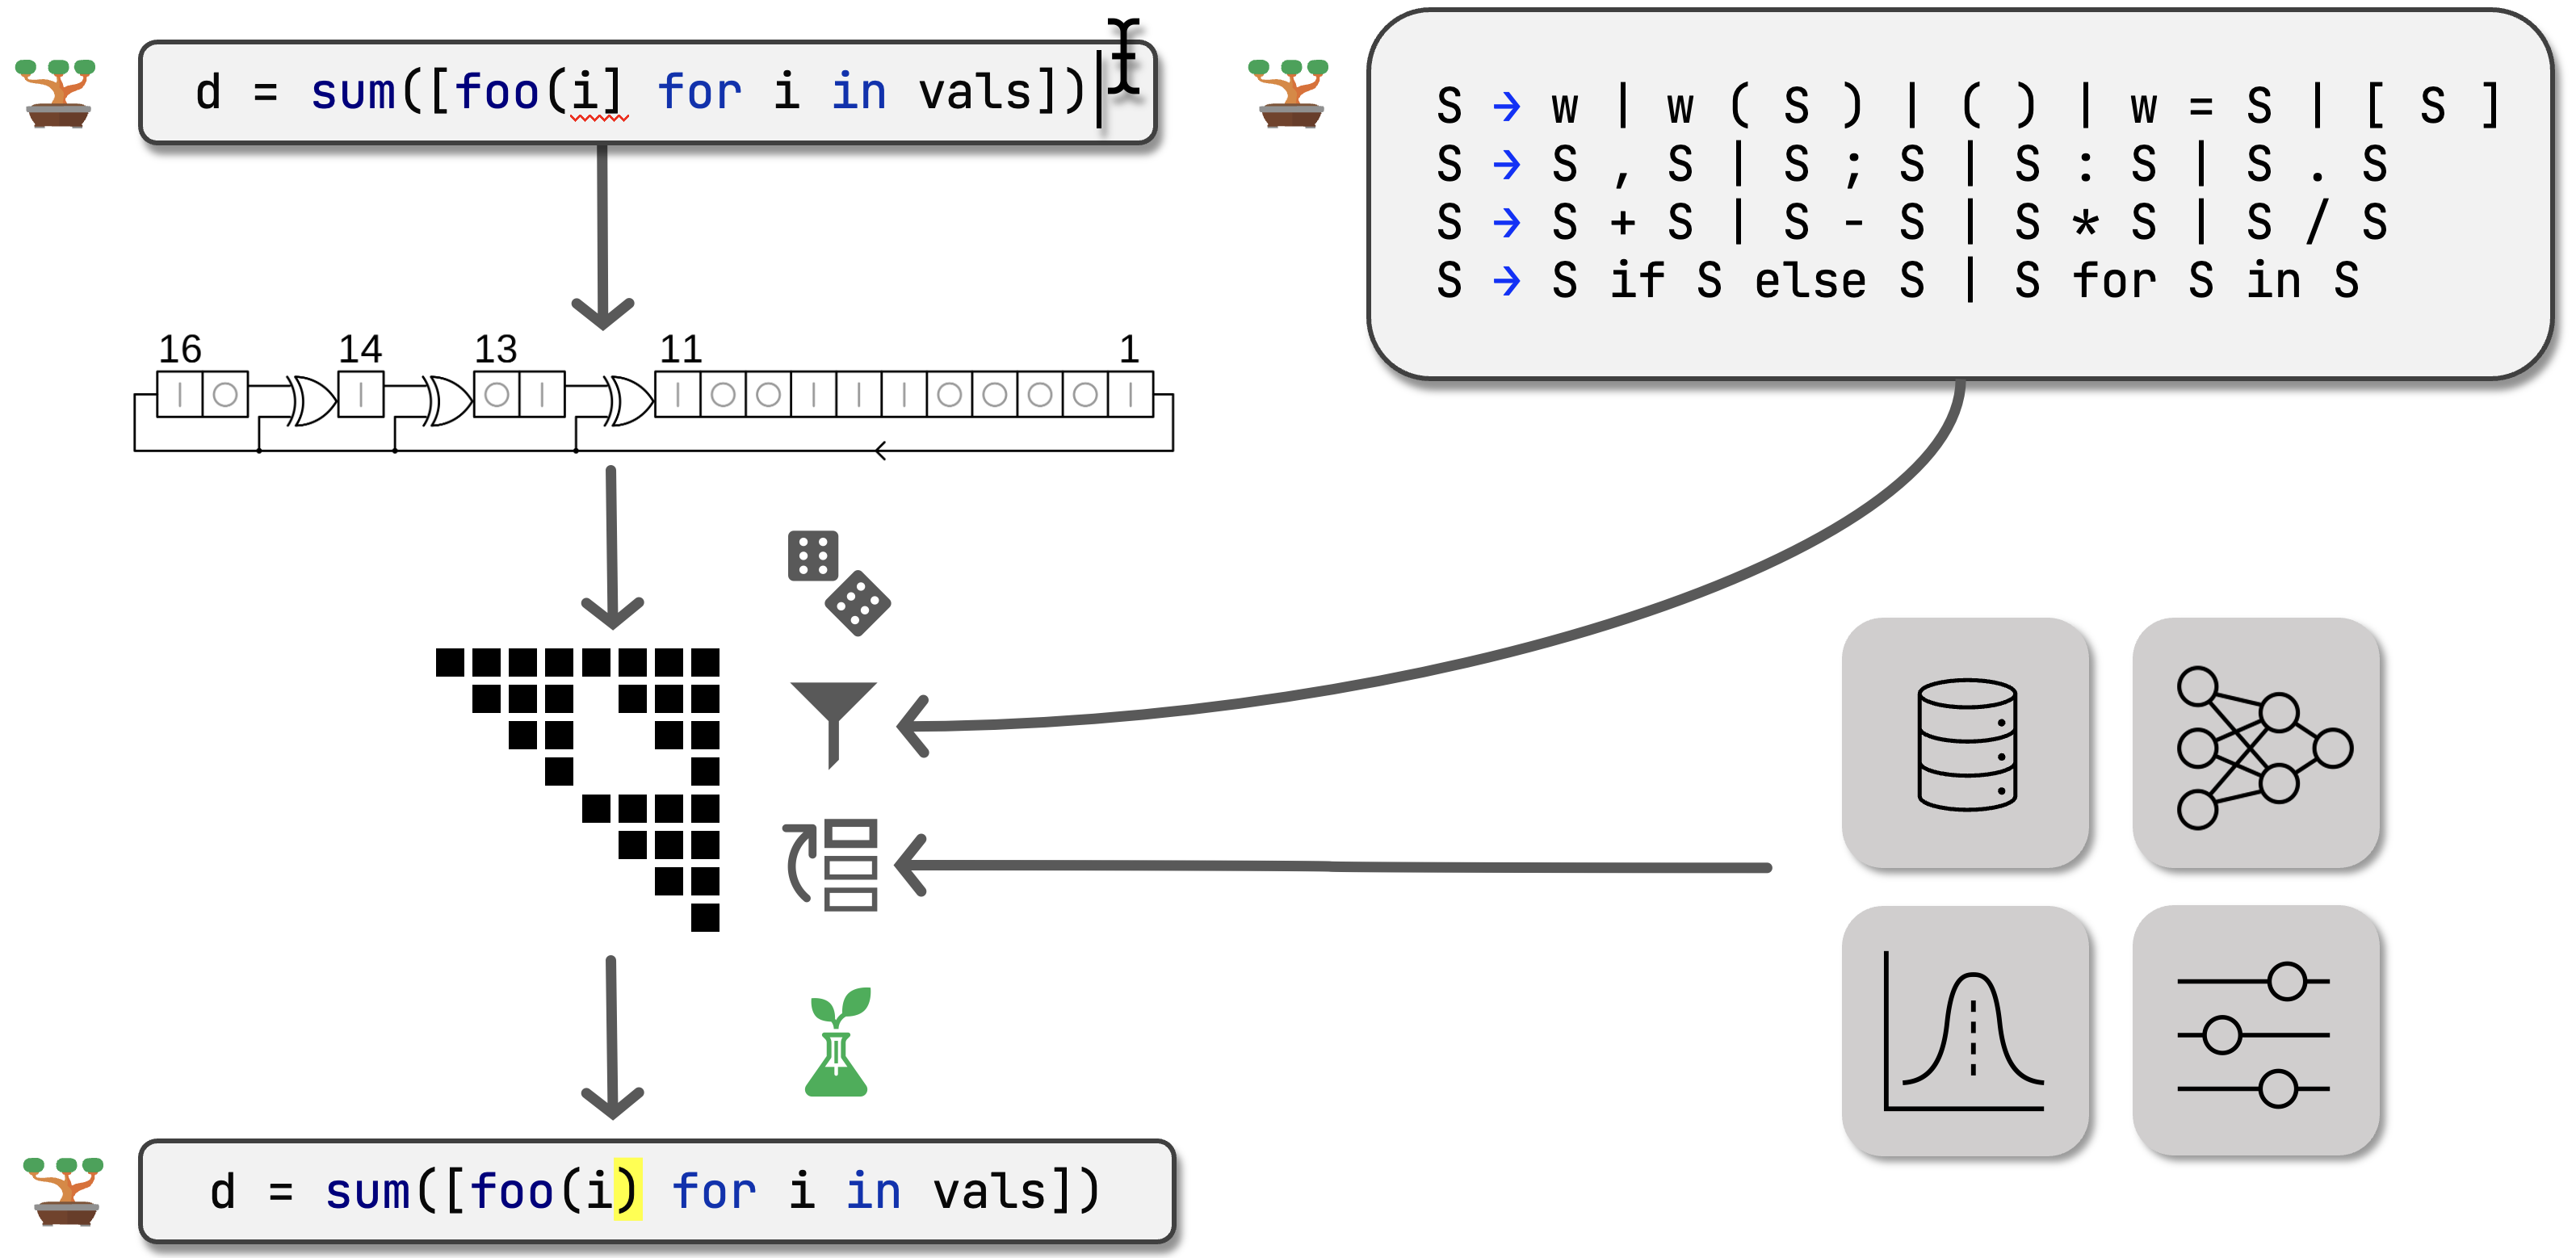 d = sum([foo(i] for i in vals])
S → w | w ( S ) | ( ) | w = S | [ S ]
S → S , S | S ; S | S : S | S . S
S → S + S | S - S | S * S | S / S
S → S if S else S | S for S in S
16 14 13 11 1
I O I O I I O O I I I O O O O I
d = sum([foo(i) for i in vals])